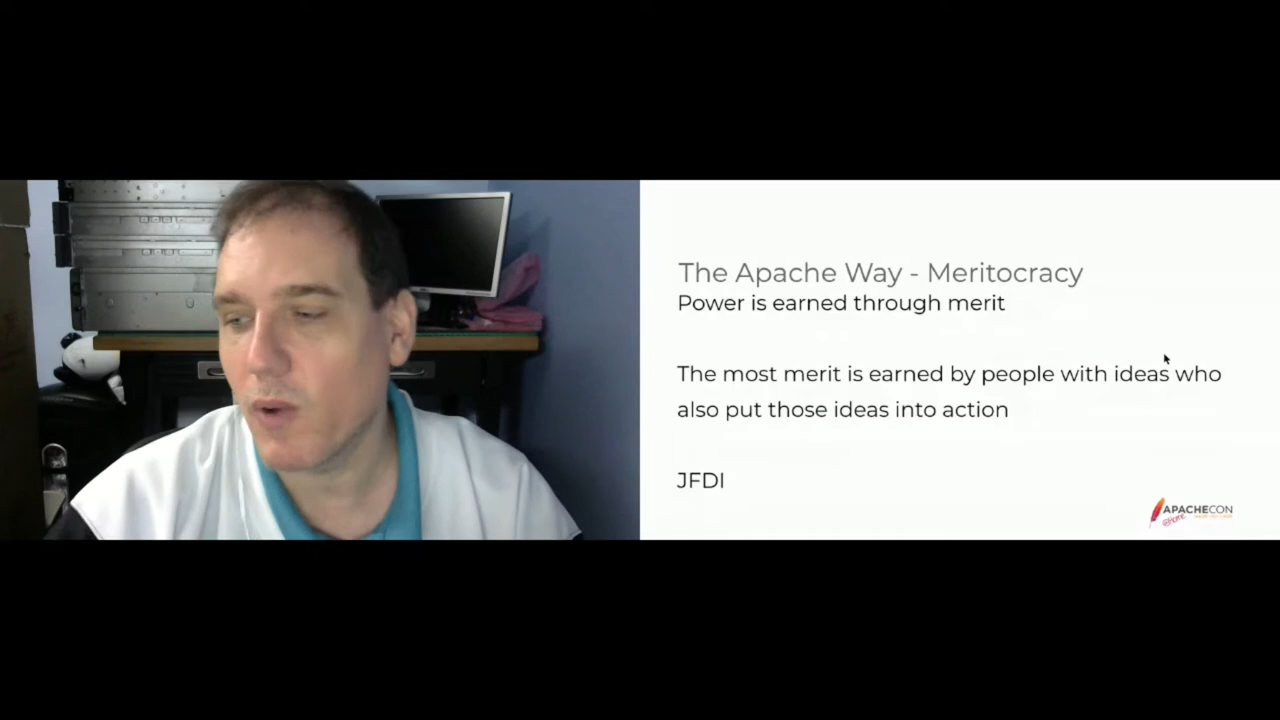 The Apache Way - Meritocracy
Power is earned through merit
The most merit is earned by people with ideas who
also put those ideas into action
JFDI
APACHECON
@Home